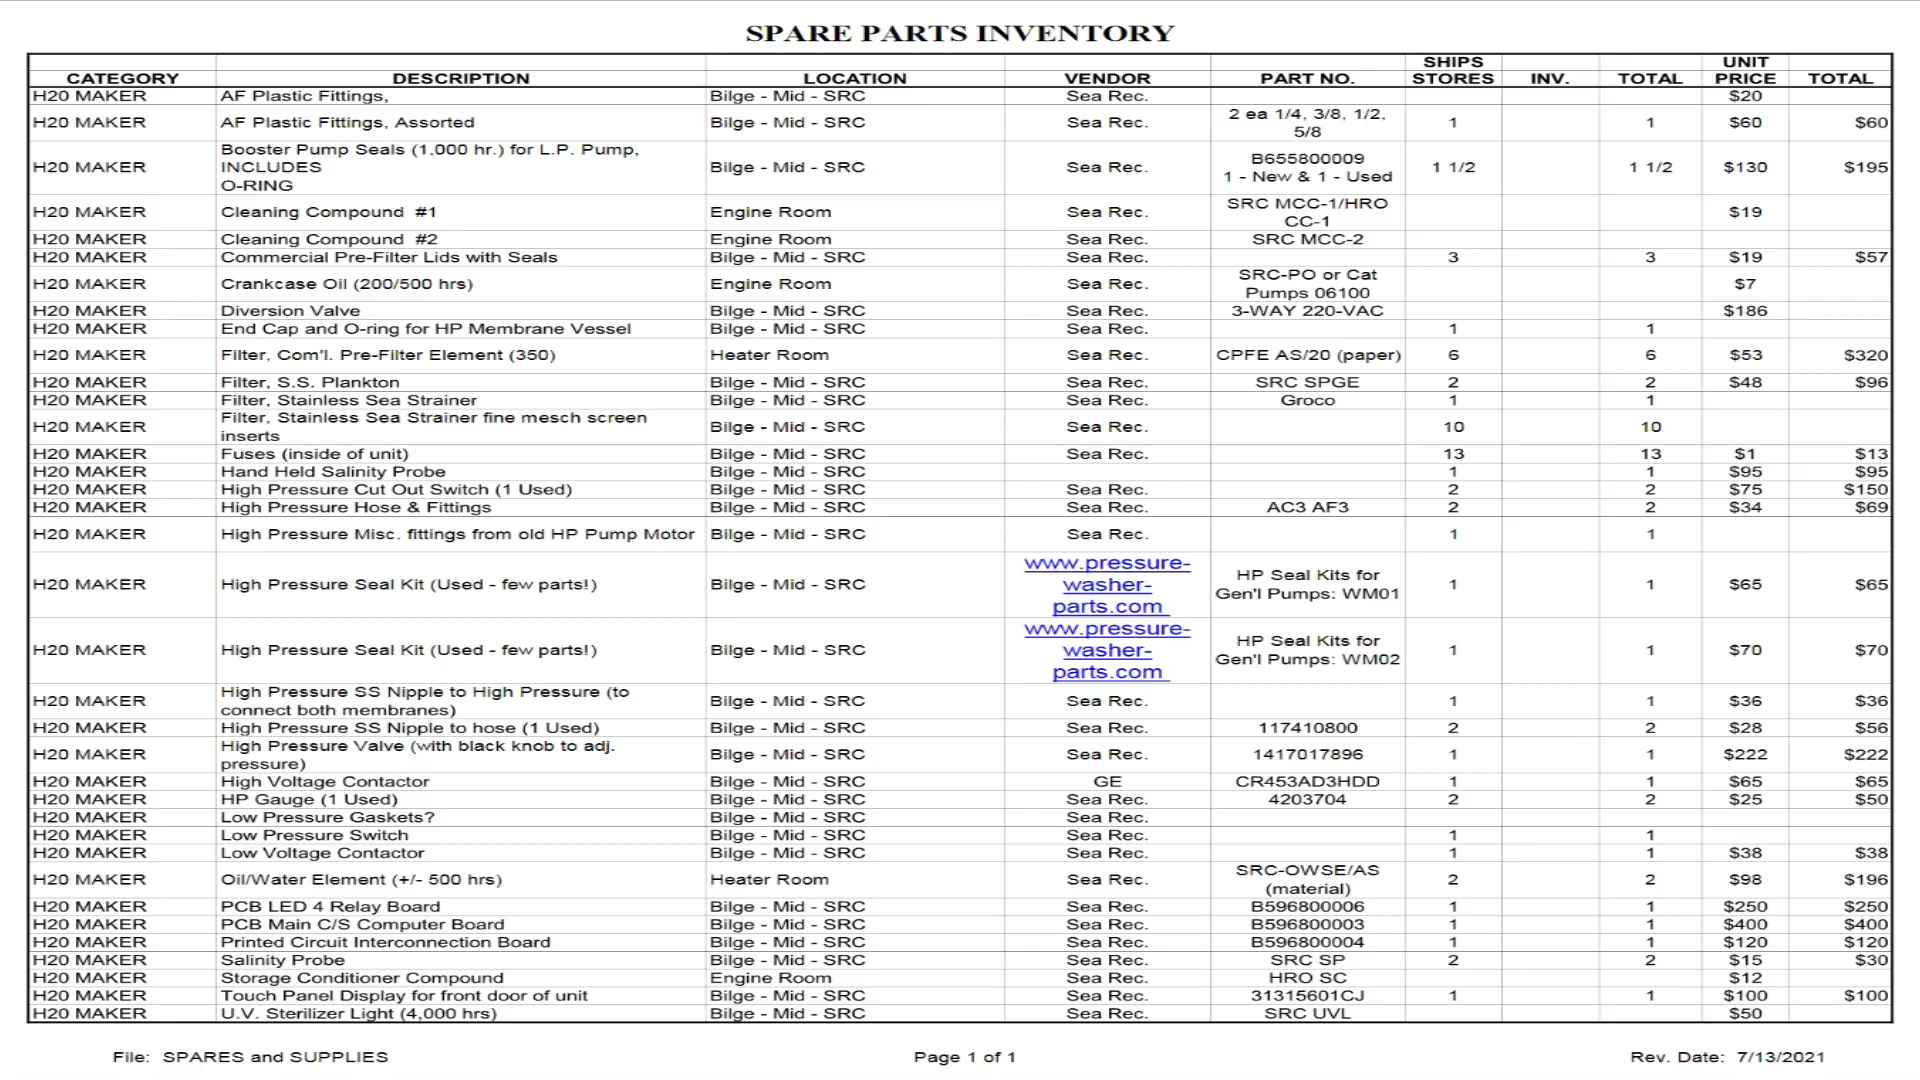 SPARE PARTS INVENTORY
CATEGORY DESCRIPTION LOCATION VENDOR PART NO. SHIPS STORES INV. TOTAL UNIT PRICE TOTAL
H20 MAKER AF Plastic Fittings, Bilge - Mid - SRC Sea Rec. $20
H20 MAKER AF Plastic Fittings, Assorted Bilge - Mid - SRC Sea Rec. 2 ea 1/4, 3/8, 1/2, 5/8 1 1 $60 $60
H20 MAKER Booster Pump Seals (1,000 hr.) for L.P. Pump, INCLUDES O-RING Bilge - Mid - SRC Sea Rec. B655800009 1 - New & 1 - Used 1 1/2 1 1/2 $130 $195
H20 MAKER Cleaning Compound #1 Engine Room Sea Rec. SRC MCC-1/HRO CC-1 $19
H20 MAKER Cleaning Compound #2 Engine Room Sea Rec. SRC MCC-2
H20 MAKER Commercial Pre-Filter Lids with Seals Bilge - Mid - SRC Sea Rec. 3 3 $19 $57
H20 MAKER Crankcase Oil (200/500 hrs) Engine Room Sea Rec. SRC-PO or Cat Pumps 06100 $7
H20 MAKER Diversion Valve Bilge - Mid - SRC Sea Rec. 3-WAY 220-VAC $186
H20 MAKER End Cap and O-ring for HP Membrane Vessel Bilge - Mid - SRC Sea Rec. 1 1
H20 MAKER Filter, Com'l. Pre-Filter Element (350) Heater Room Sea Rec. CPFE AS/20 (paper) 6 6 $53 $320
H20 MAKER Filter, S.S. Plankton Bilge - Mid - SRC Sea Rec. SRC SPGE 2 2 $48 $96
H20 MAKER Filter, Stainless Sea Strainer Bilge - Mid - SRC Sea Rec. Groco 1 1
H20 MAKER Filter, Stainless Sea Strainer fine mesch screen inserts Bilge - Mid - SRC Sea Rec. 10 10
H20 MAKER Fuses (inside of unit) Bilge - Mid - SRC Sea Rec. 13 13 $1 $13
H20 MAKER Hand Held Salinity Probe Bilge - Mid - SRC 1 1 $95 $95
H20 MAKER High Pressure Cut Out Switch (1 Used) Bilge - Mid - SRC Sea Rec. 2 2 $75 $150
H20 MAKER High Pressure Hose & Fittings Bilge - Mid - SRC Sea Rec. AC3 AF3 2 2 $34 $69
H20 MAKER High Pressure Misc. fittings from old HP Pump Motor Bilge - Mid - SRC Sea Rec. 1 1
H20 MAKER High Pressure Seal Kit (Used - few parts!) Bilge - Mid - SRC www.pressure-washer-parts.com HP Seal Kits for Gen'l Pumps: WM01 1 1 $65 $65
H20 MAKER High Pressure Seal Kit (Used - few parts!) Bilge - Mid - SRC www.pressure-washer-parts.com HP Seal Kits for Gen'l Pumps: WM02 1 1 $70 $70
H20 MAKER High Pressure SS Nipple to High Pressure (to connect both membranes) Bilge - Mid - SRC Sea Rec. 1 1 $36 $36
H20 MAKER High Pressure SS Nipple to hose (1 Used) Bilge - Mid - SRC Sea Rec. 117410800 2 2 $28 $56
H20 MAKER High Pressure Valve (with black knob to adj. pressure) Bilge - Mid - SRC Sea Rec. 1417017896 1 1 $222 $222
H20 MAKER High Voltage Contactor Bilge - Mid - SRC GE CR453AD3HDD 1 1 $65 $65
H20 MAKER HP Gauge (1 Used) Bilge - Mid - SRC Sea Rec. 4203704 2 2 $25 $50
H20 MAKER Low Pressure Gaskets? Bilge - Mid - SRC Sea Rec.
H20 MAKER Low Pressure Switch Bilge - Mid - SRC Sea Rec. 1 1
H20 MAKER Low Voltage Contactor Bilge - Mid - SRC Sea Rec. 1 1 $38 $38
H20 MAKER Oil/Water Element (+/- 500 hrs) Heater Room Sea Rec. SRC-OWSE/AS (material) 2 2 $98 $196
H20 MAKER PCB LED 4 Relay Board Bilge - Mid - SRC Sea Rec. B596800006 1 1 $250 $250
H20 MAKER PCB Main C/S Computer Board Bilge - Mid - SRC Sea Rec. B596800003 1 1 $400 $400
H20 MAKER Printed Circuit Interconnection Board Bilge - Mid - SRC Sea Rec. B596800004 1 1 $120 $120
H20 MAKER Salinity Probe Bilge - Mid - SRC Sea Rec. SRC SP 2 2 $15 $30
H20 MAKER Storage Conditioner Compound Engine Room Sea Rec. HRO SC $12
H20 MAKER Touch Panel Display for front door of unit Bilge - Mid - SRC Sea Rec. 31315601CJ 1 1 $100 $100
H20 MAKER U.V. Sterilizer Light (4,000 hrs) Bilge - Mid - SRC Sea Rec. SRC UVL $50
File: SPARES and SUPPLIES Page 1 of 1 Rev. Date: 7/13/2021